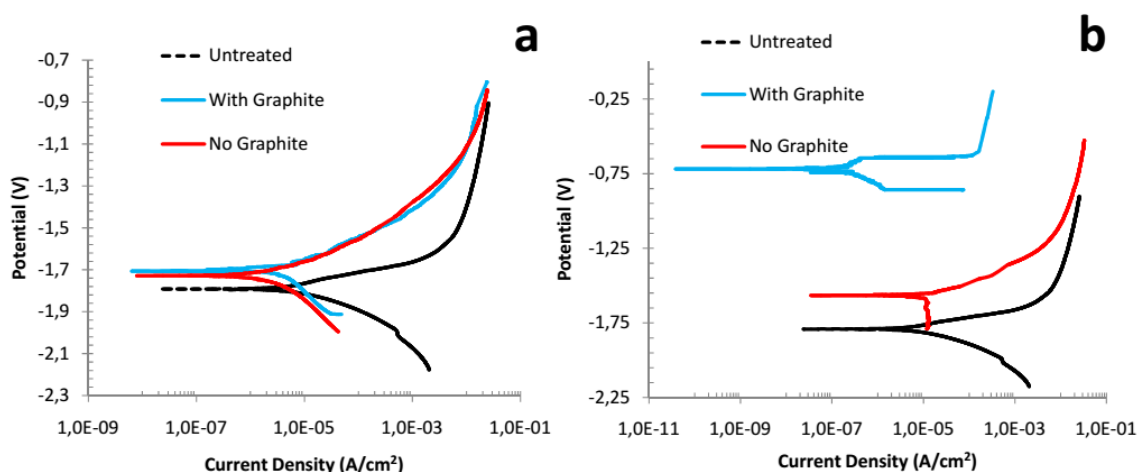 a
Untreated
With Graphite
No Graphite
Potential (V)
-0,7
-0,9
-1,1
-1,3
-1,5
-1,7
-1,9
-2,1
-2,3
1,0E-09
1,0E-07
1,0E-05
1,0E-03
1,0E-01
Current Density (A/cm²)
b
Untreated
With Graphite
No Graphite
Potential (V)
-0,25
-0,75
-1,25
-1,75
-2,25
1,0E-11
1,0E-09
1,0E-07
1,0E-05
1,0E-03
1,0E-01
Current Density (A/cm²)